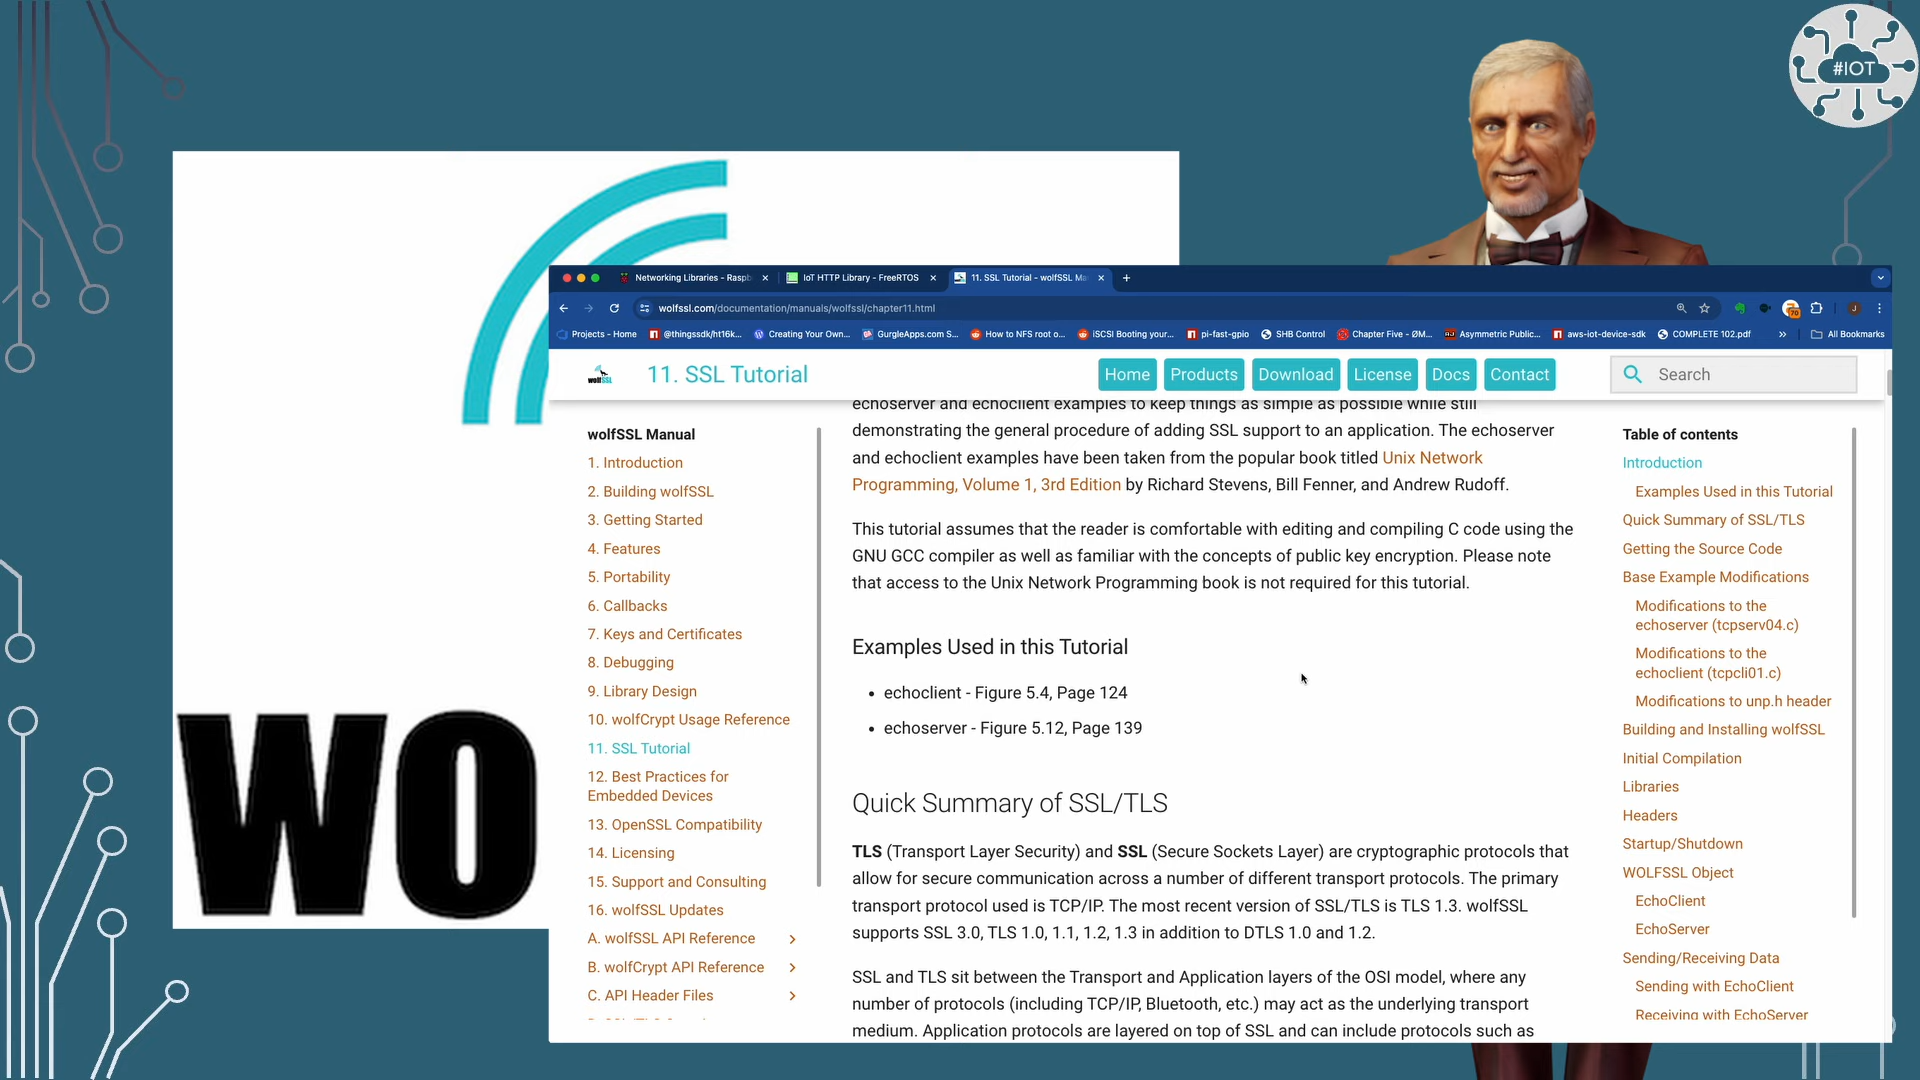 #IOT
Networking Libraries - Raspb
IoT HTTP Library - FreeRTOS
11. SSL Tutorial - wolfSSL Ma
wolfssl.com/documentation/manuals/wolfssl/chapter11.html
70
J
Projects - Home
@thingssdk/ht16k...
Creating Your Own...
GurgleApps.com S...
How to NFS root o...
iSCSI Booting your...
pi-fast-gpio
SHB Control
Chapter Five - ØM...
Asymmetric Public...
aws-iot-device-sdk
COMPLETE 102.pdf
»
All Bookmarks
wolfSSL
11. SSL Tutorial
Home
Products
Download
License
Docs
Contact
Search
wolfSSL Manual
1. Introduction
2. Building wolfSSL
3. Getting Started
4. Features
5. Portability
6. Callbacks
7. Keys and Certificates
8. Debugging
9. Library Design
10. wolfCrypt Usage Reference
11. SSL Tutorial
12. Best Practices for
Embedded Devices
13. OpenSSL Compatibility
14. Licensing
15. Support and Consulting
16. wolfSSL Updates
A. wolfSSL API Reference
B. wolfCrypt API Reference
C. API Header Files
echoserver and echoclient examples to keep things as simple as possible while still
demonstrating the general procedure of adding SSL support to an application. The echoserver
and echoclient examples have been taken from the popular book titled Unix Network
Programming, Volume 1, 3rd Edition by Richard Stevens, Bill Fenner, and Andrew Rudoff.
This tutorial assumes that the reader is comfortable with editing and compiling C code using the
GNU GCC compiler as well as familiar with the concepts of public key encryption. Please note
that access to the Unix Network Programming book is not required for this tutorial.
Examples Used in this Tutorial
• echoclient - Figure 5.4, Page 124
• echoserver - Figure 5.12, Page 139
Quick Summary of SSL/TLS
TLS (Transport Layer Security) and SSL (Secure Sockets Layer) are cryptographic protocols that
allow for secure communication across a number of different transport protocols. The primary
transport protocol used is TCP/IP. The most recent version of SSL/TLS is TLS 1.3. wolfSSL
supports SSL 3.0, TLS 1.0, 1.1, 1.2, 1.3 in addition to DTLS 1.0 and 1.2.
SSL and TLS sit between the Transport and Application layers of the OSI model, where any
number of protocols (including TCP/IP, Bluetooth, etc.) may act as the underlying transport
medium. Application protocols are layered on top of SSL and can include protocols such as
Table of contents
Introduction
Examples Used in this Tutorial
Quick Summary of SSL/TLS
Getting the Source Code
Base Example Modifications
Modifications to the
echoserver (tcpserv04.c)
Modifications to the
echoclient (tcpcli01.c)
Modifications to unp.h header
Building and Installing wolfSSL
Initial Compilation
Libraries
Headers
Startup/Shutdown
WOLFSSL Object
EchoClient
EchoServer
Sending/Receiving Data
Sending with EchoClient
Receiving with EchoServer
WO